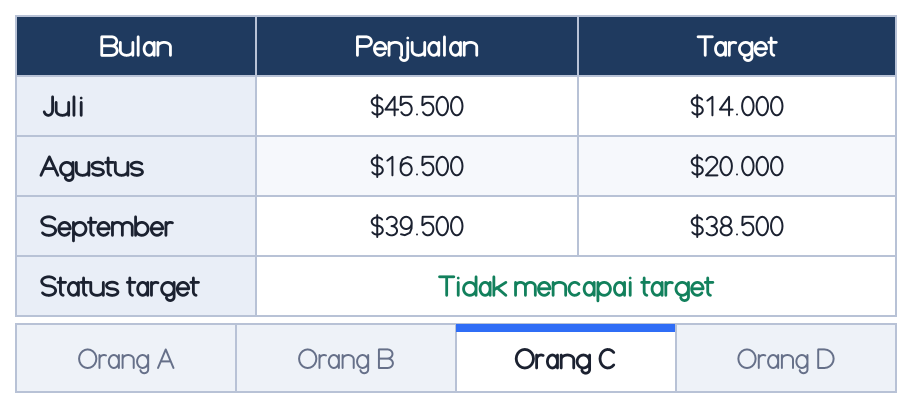 Bulan Penjualan Target
Juli $45.500 $14.000
Agustus $16.500 $20.000
September $39.500 $38.500
Status target Tidak mencapai target
Orang A Orang B Orang C Orang D